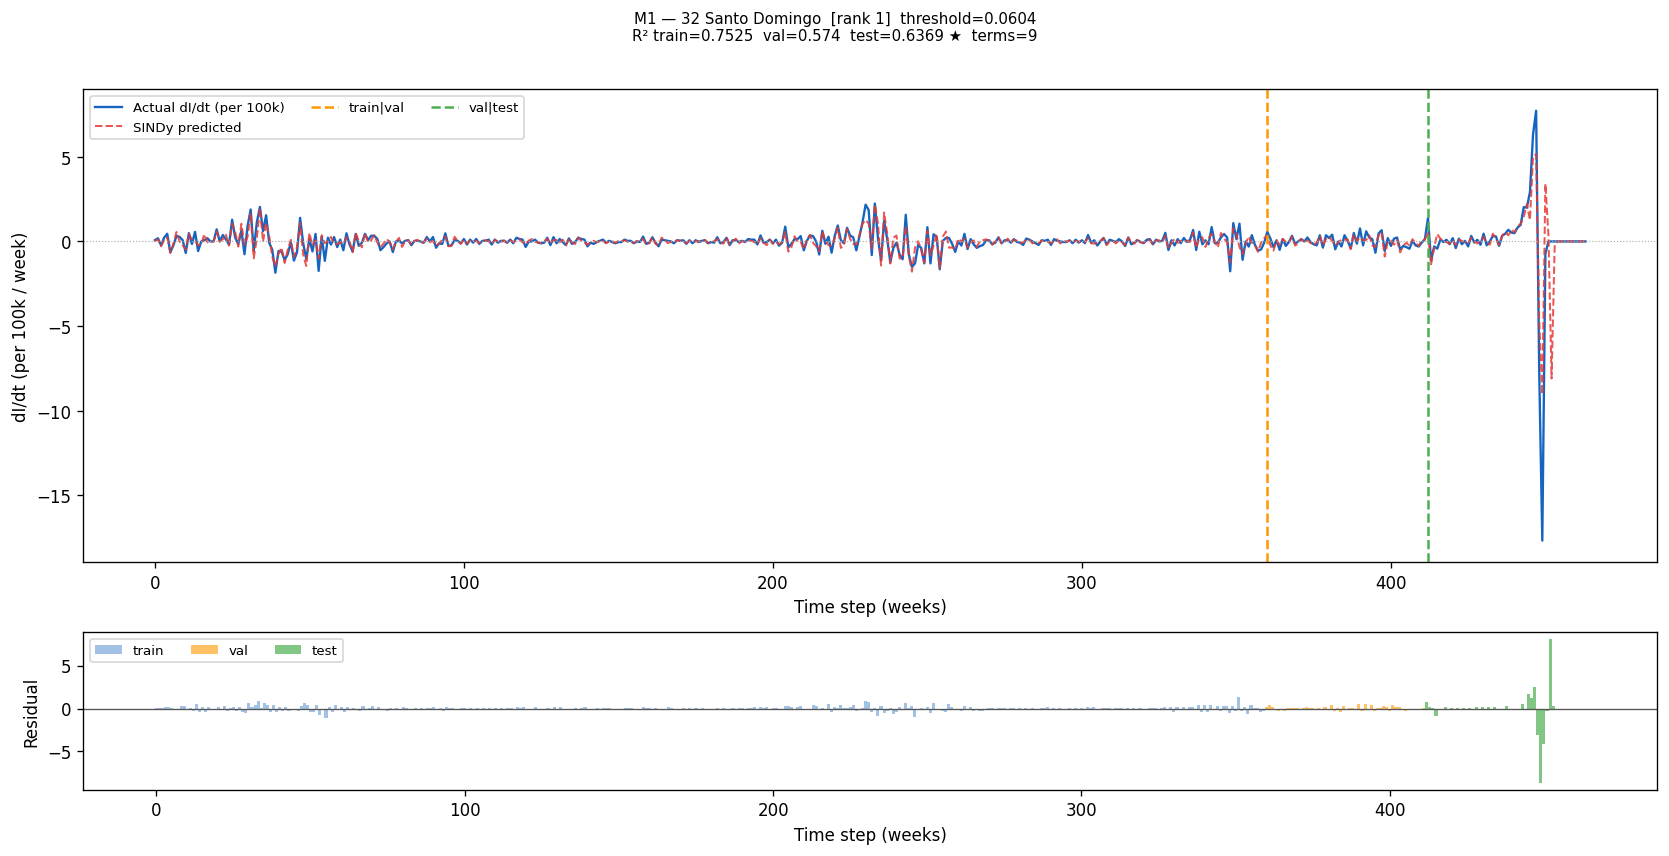 M1 — 32 Santo Domingo  [rank 1]  threshold=0.0604
R² train=0.7525  val=0.574  test=0.6369 ★  terms=9
Actual dI/dt (per 100k)
SINDy predicted
train|val
val|test
dI/dt (per 100k / week)
5
0
−5
−10
−15
0
100
200
300
400
Time step (weeks)
train
val
test
Residual
5
0
−5
0
100
200
300
400
Time step (weeks)